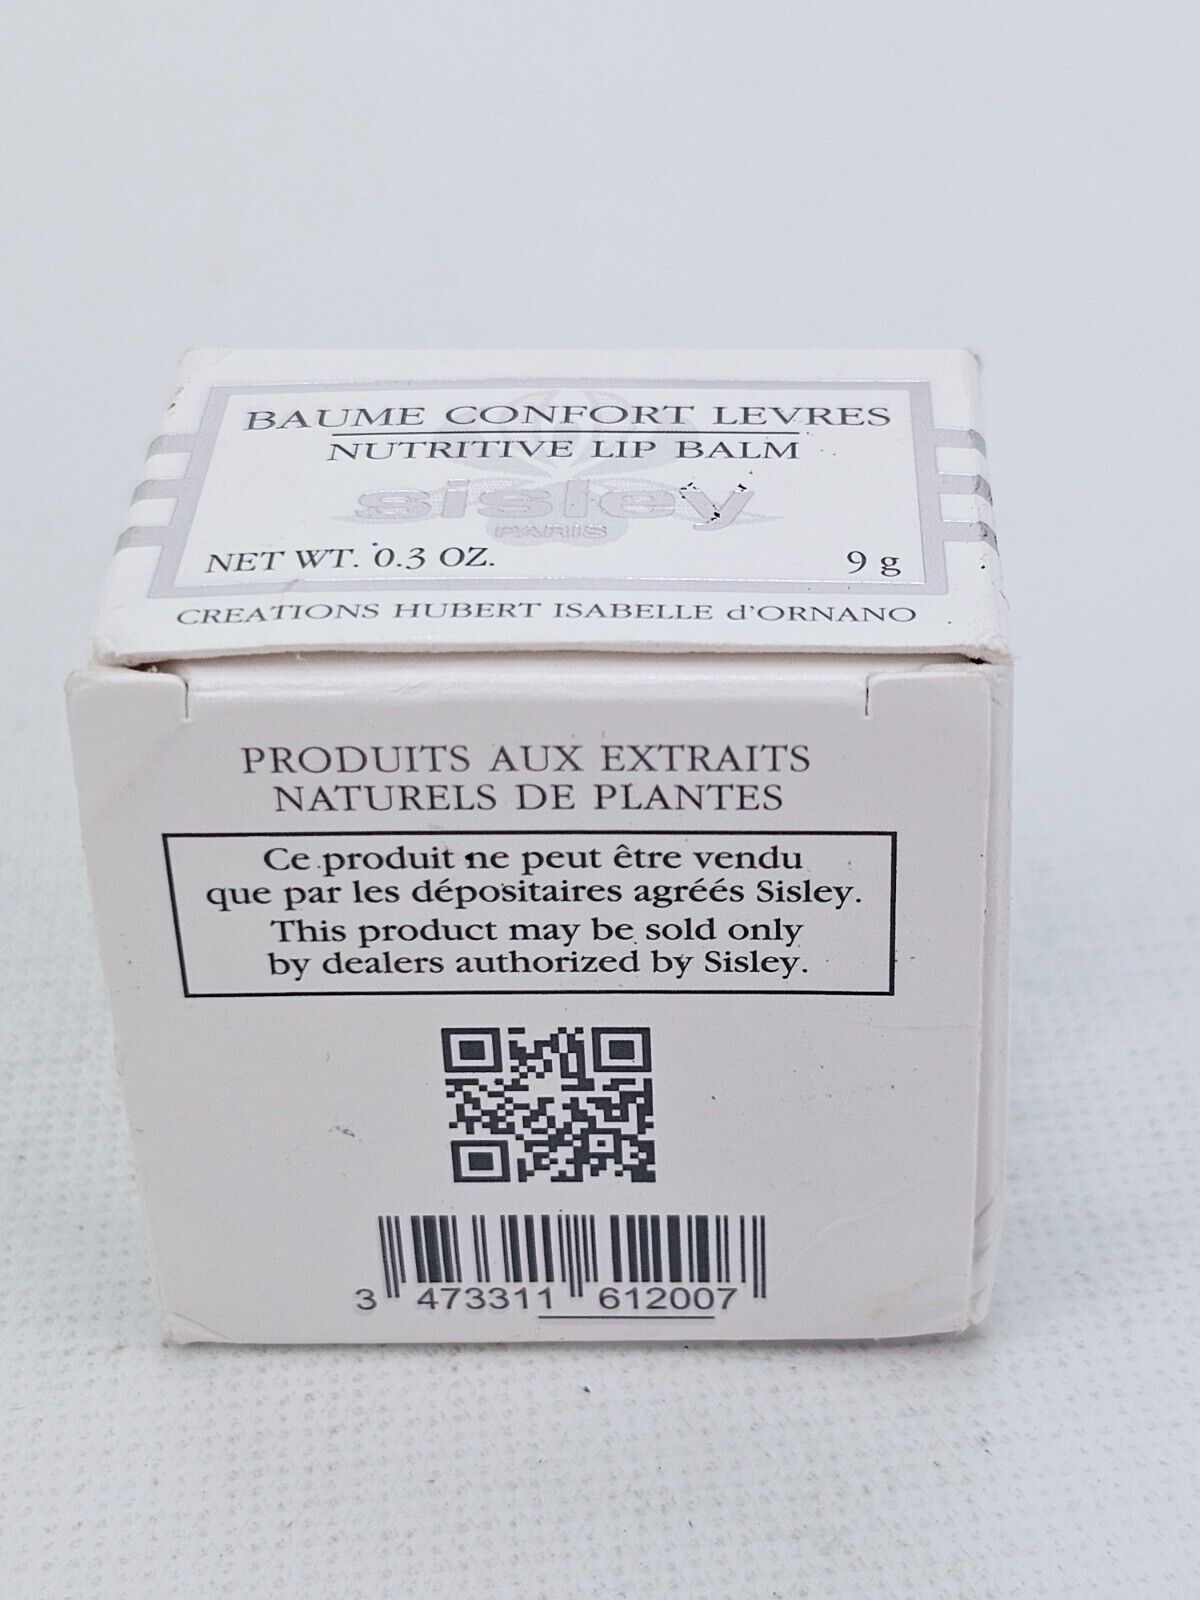 BAUME CONFORT LEVRES
NUTRITIVE LIP BALM
sisley
PARIS
NET WT. 0.3 OZ. 9 g
CREATIONS HUBERT ISABELLE d'ORNANO
PRODUITS AUX EXTRAITS
NATURELS DE PLANTES
Ce produit ne peut être vendu
que par les dépositaires agréés Sisley.
This product may be sold only
by dealers authorized by Sisley.
3 473311 612007